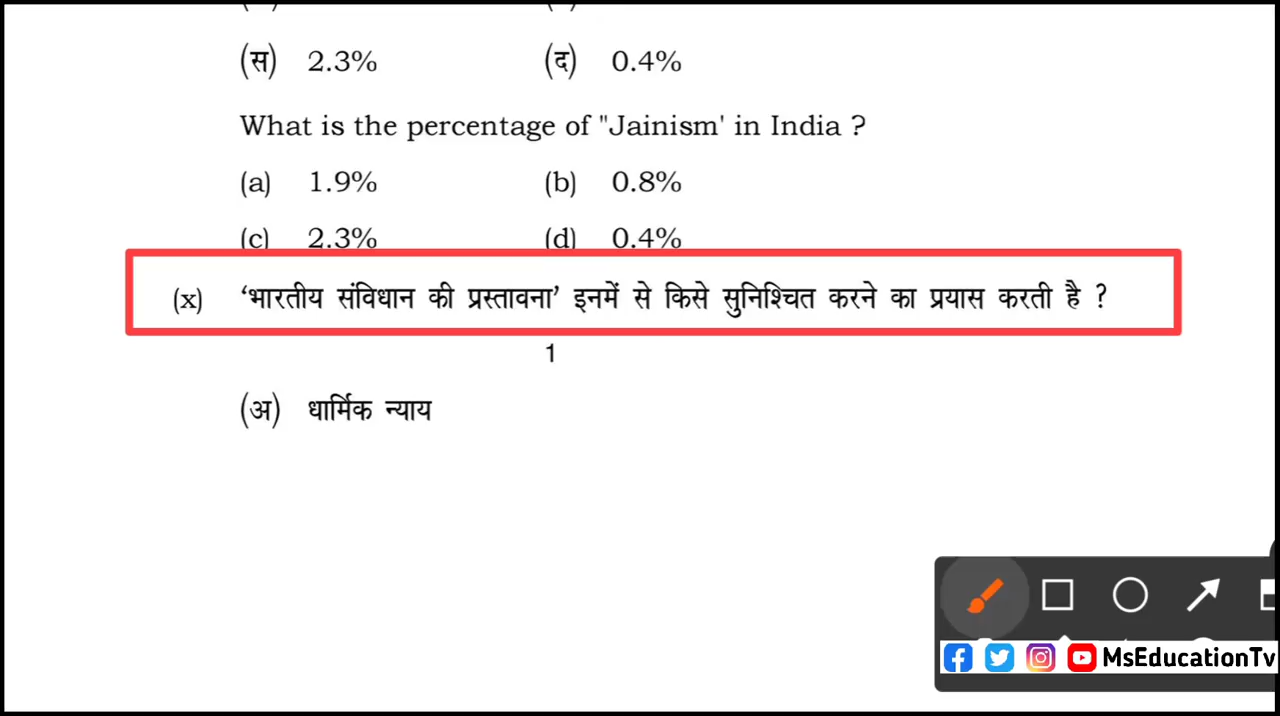 (स) 2.3% (द) 0.4%
What is the percentage of "Jainism' in India ?
(a) 1.9% (b) 0.8%
(c) 2.3% (d) 0.4%
(x) ‘भारतीय संविधान की प्रस्तावना’ इनमें से किसे सुनिश्चित करने का प्रयास करती है ?
1
(अ) धार्मिक न्याय
MsEducationTv